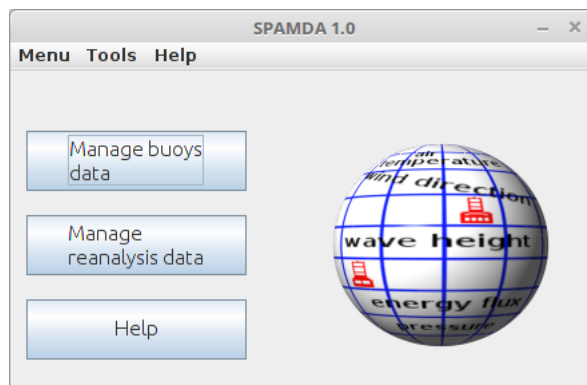 SPAMDA 1.0
Menu Tools Help
Manage buoys
data
Manage
reanalysis data
Help
air
temperature
wind direction
wave height
energy flux
pressure